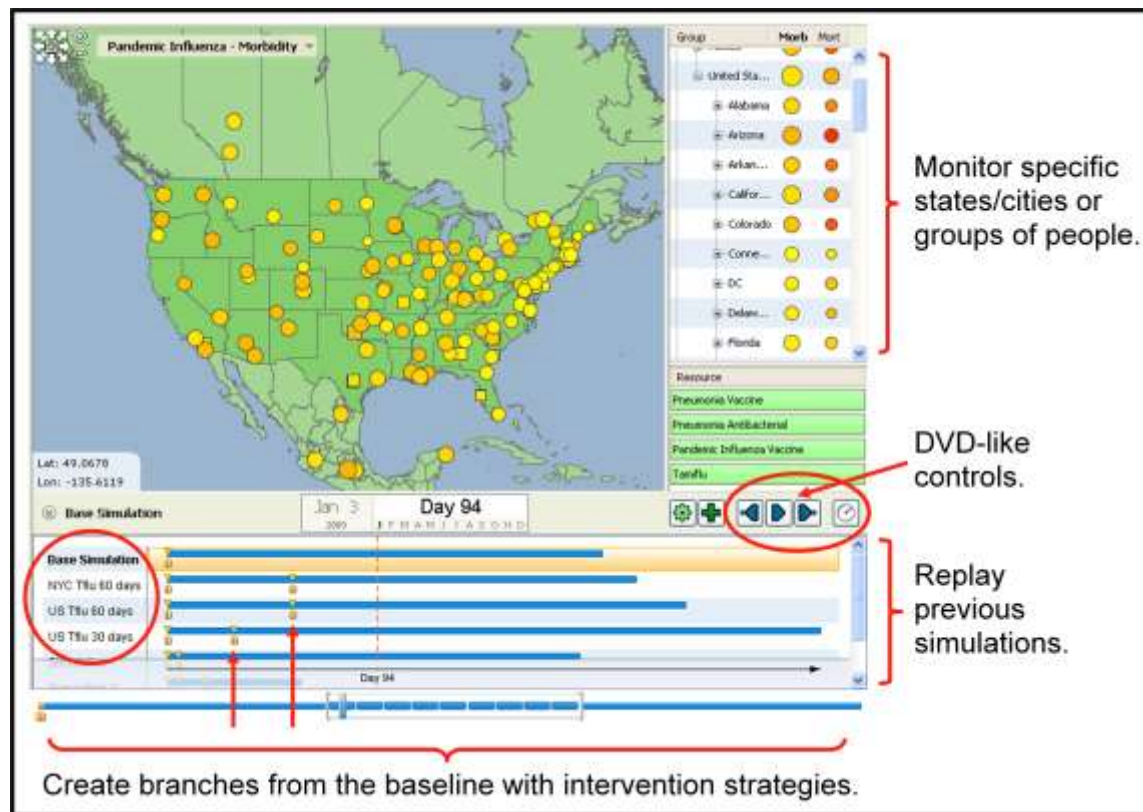 Pandemic Influenza - Morbidity
Group Morb Mort
United Sta...
Alabama
Arizona
Arkan...
Califor...
Colorado
Conne...
DC
Delaw...
Florida
Monitor specific
states/cities or
groups of people.
Resource
Pneumonia Vaccine
Pneumonia Antibacterial
Pandemic Influenza Vaccine
Tamiflu
DVD-like
controls.
Lat: 49.0678
Lon: -135.6119
Base Simulation
Jan 3
2009
Day 94
J F M A M J J A S O N D
Base Simulation
NYC Tflu 60 days
US Tflu 60 days
US Tflu 30 days
Day 94
Replay
previous
simulations.
Create branches from the baseline with intervention strategies.